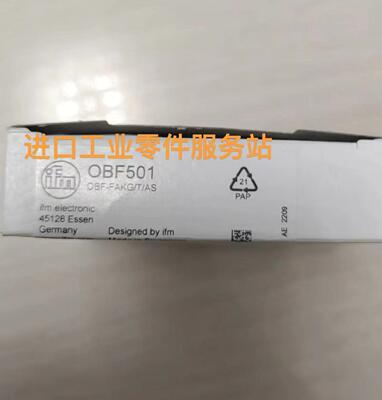 进口工业零件服务站
ifm
OBF501
OBF-FAKG/T/AS
ifm electronic
45128 Essen
Germany
Designed by ifm
21
PAP
AE 2209